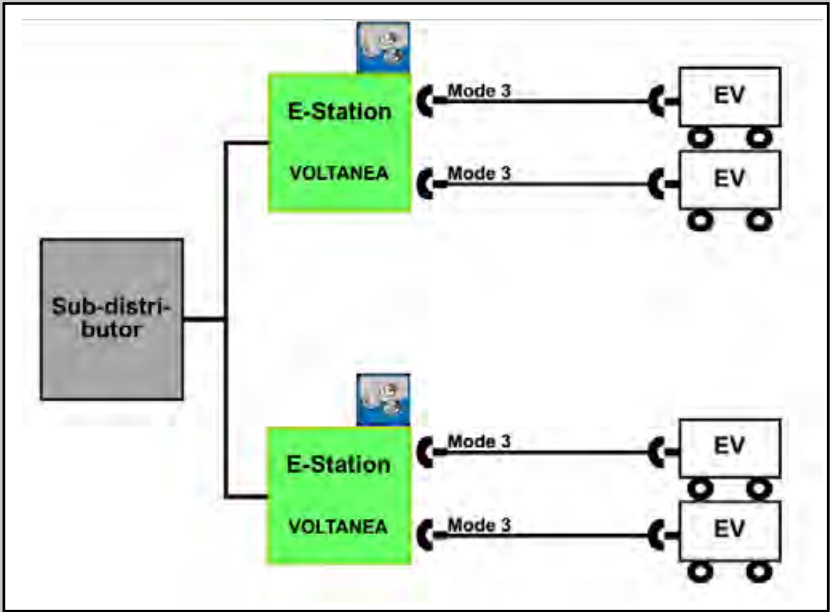 E-Station
VOLTANEA
Mode 3
EV
Mode 3
EV
Sub-distri-
butor
E-Station
VOLTANEA
Mode 3
EV
Mode 3
EV